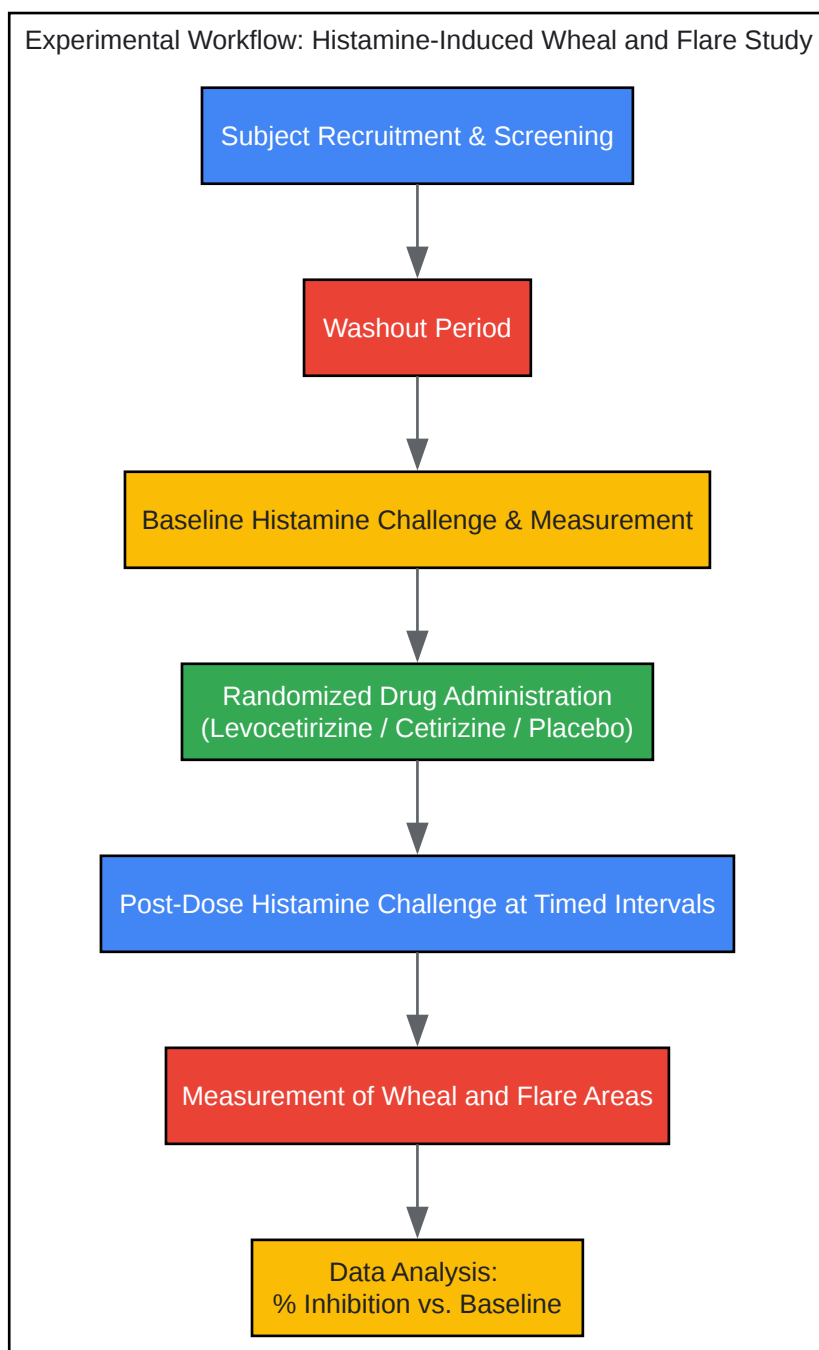 Experimental Workflow: Histamine-Induced Wheal and Flare Study
Subject Recruitment & Screening
Washout Period
Baseline Histamine Challenge & Measurement
Randomized Drug Administration
(Levocetirizine / Cetirizine / Placebo)
Post-Dose Histamine Challenge at Timed Intervals
Measurement of Wheal and Flare Areas
Data Analysis:
% Inhibition vs. Baseline